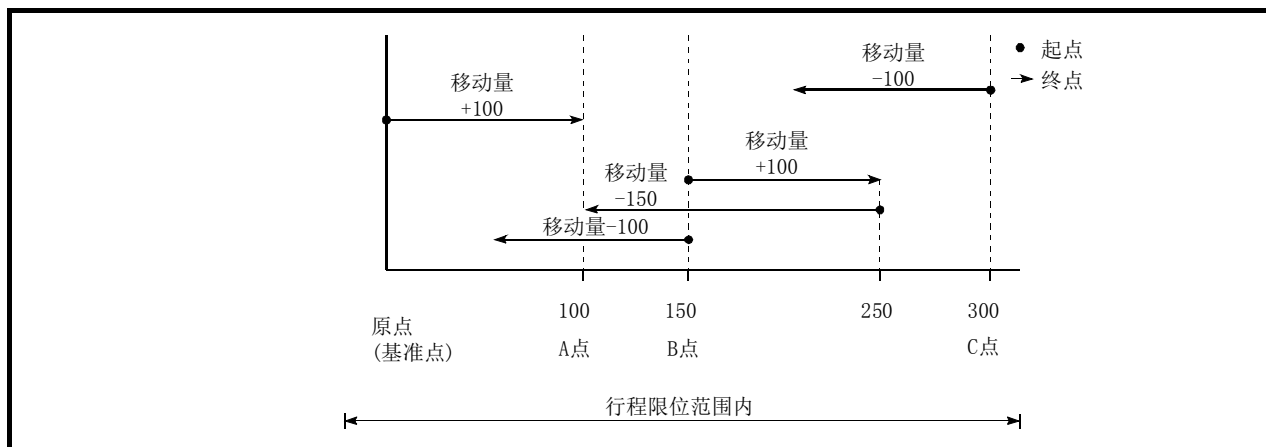 移动量
-100
● 起点
→ 终点
移动量
+100
移动量
+100
移动量
-150
移动量-100
原点
(基准点)
100
150
250
300
A点
B点
C点
行程限位范围内